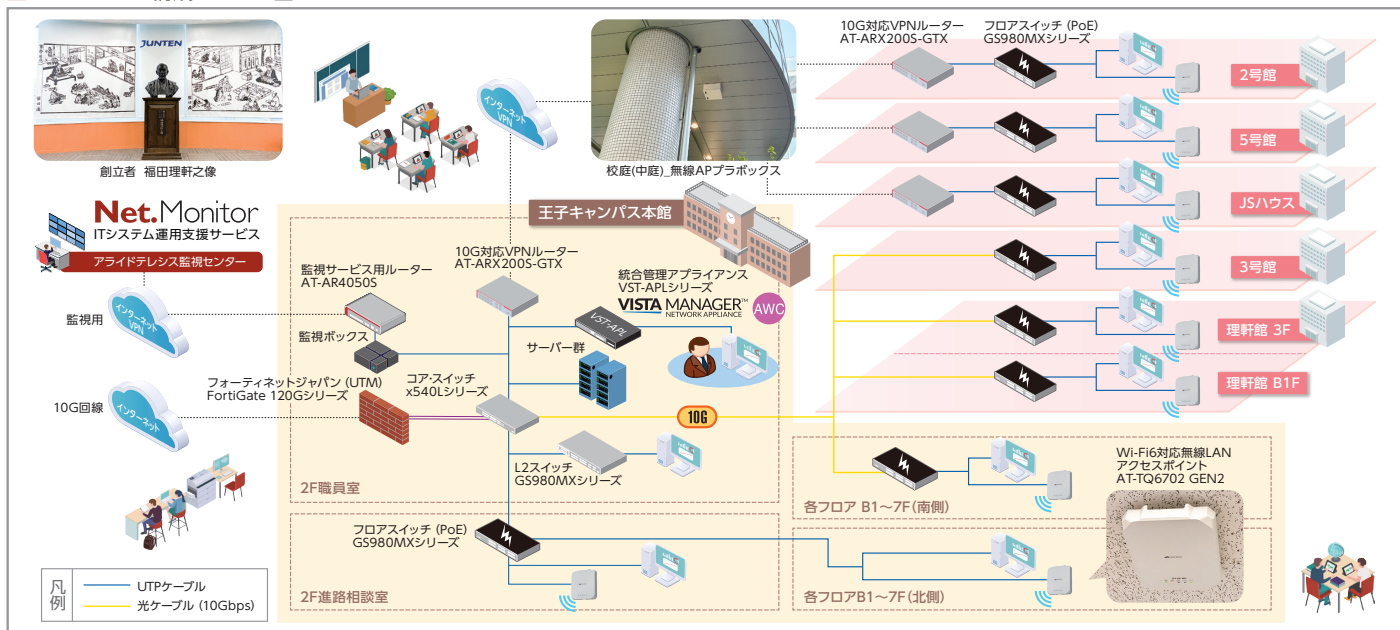 JUNTEN
創立者 福田理軒之像
インターネット
VPN
校庭(中庭)_無線APプラボックス
10G対応VPNルーター
AT-ARX200S-GTX
フロアスイッチ (PoE)
GS980MXシリーズ
2号館
5号館
JSハウス
3号館
理軒館 3F
理軒館 B1F
Net.Monitor
ITシステム運用支援サービス
アライドテレシス監視センター
監視用
インターネット
VPN
10G回線
インターネット
王子キャンパス本館
監視サービス用ルーター
AT-AR4050S
監視ボックス
10G対応VPNルーター
AT-ARX200S-GTX
統合管理アプライアンス
VST-APLシリーズ
VISTA MANAGER™
NETWORK APPLIANCE
AWC
VST-APL
サーバー群
フォーティネットジャパン (UTM)
FortiGate 120Gシリーズ
コア・スイッチ
x540Lシリーズ
10G
L2スイッチ
GS980MXシリーズ
2F職員室
フロアスイッチ (PoE)
GS980MXシリーズ
2F進路相談室
各フロア B1〜7F (南側)
Wi-Fi6対応無線LAN
アクセスポイント
AT-TQ6702 GEN2
各フロアB1〜7F (北側)
凡例
UTPケーブル
光ケーブル (10Gbps)